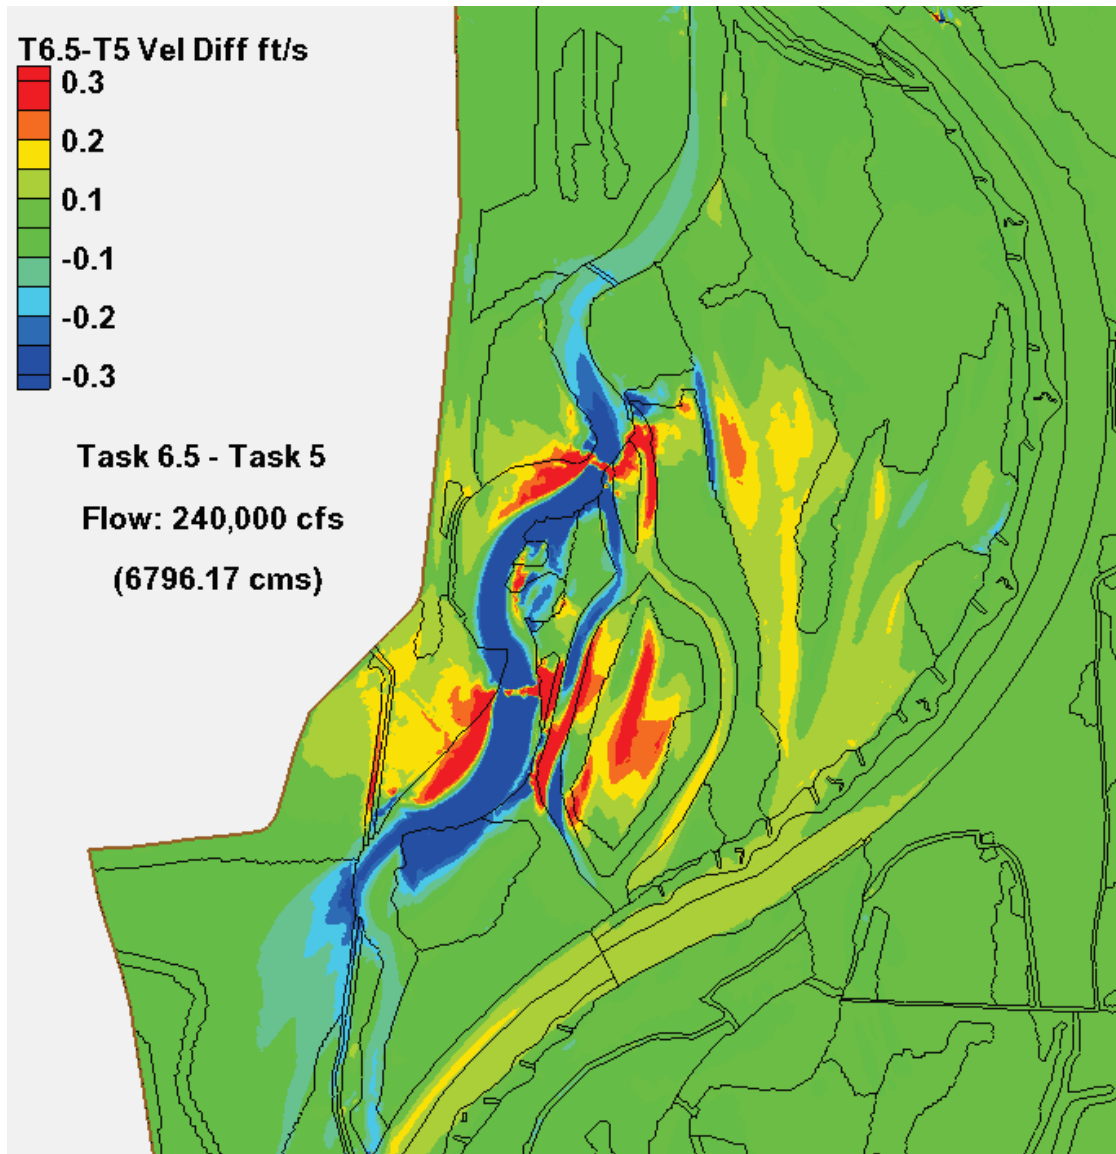 T6.5-T5 Vel Diff ft/s
0.3
0.2
0.1
-0.1
-0.2
-0.3
Task 6.5 - Task 5
Flow: 240,000 cfs
(6796.17 cms)